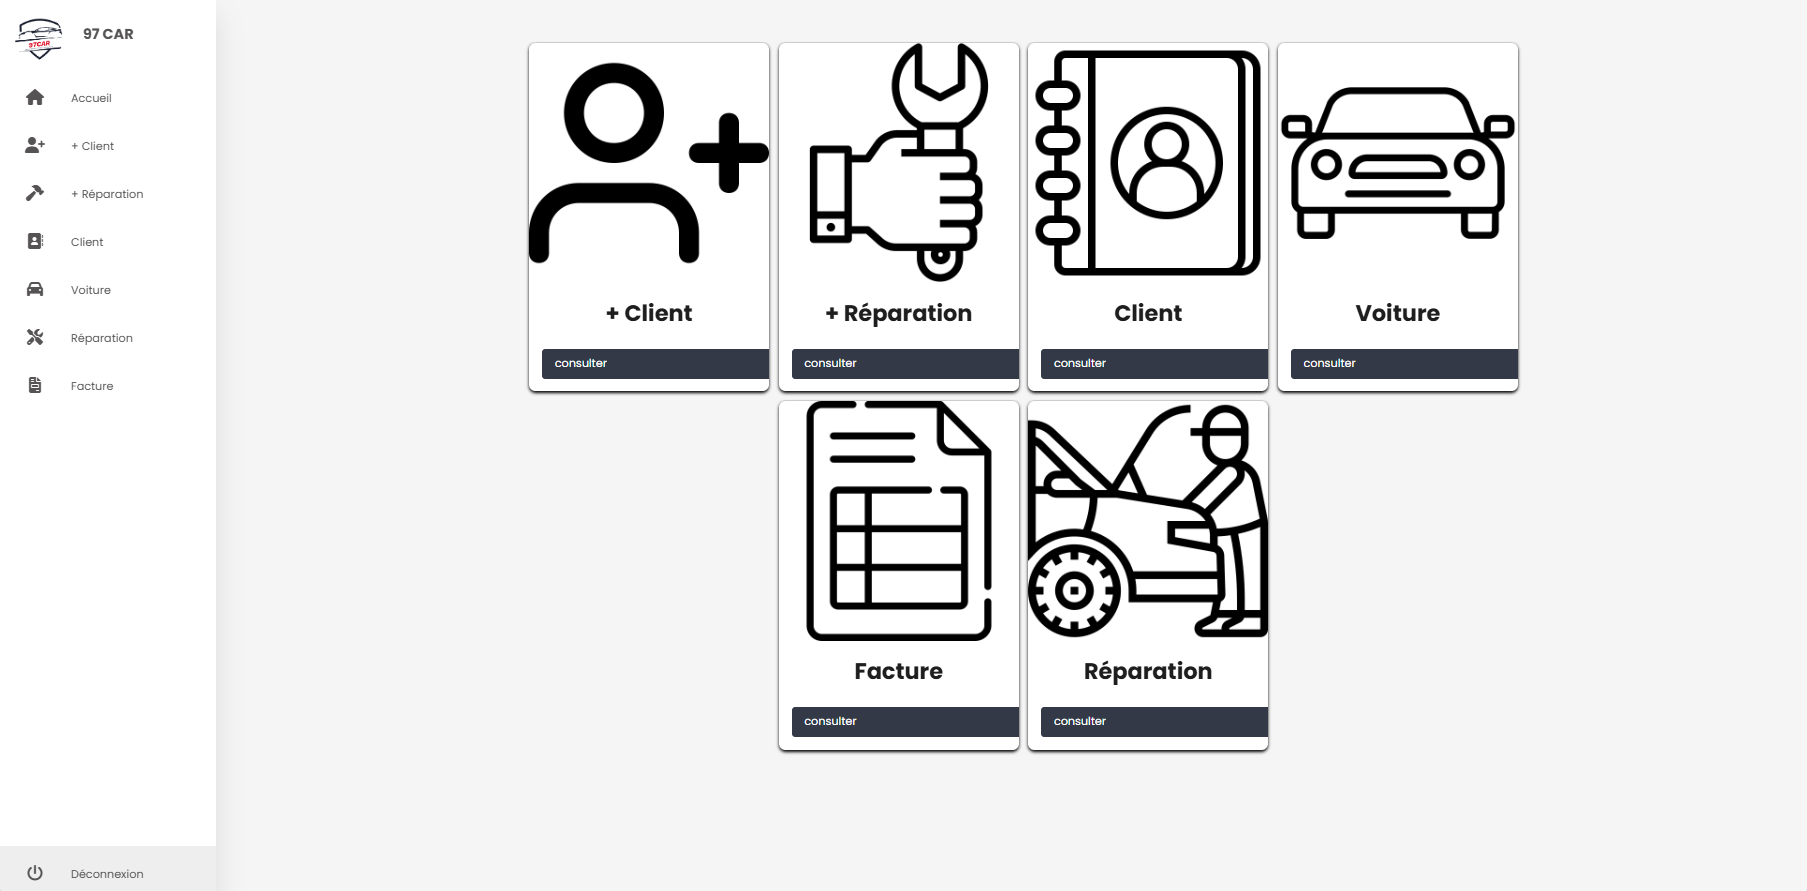 97CAR
97 CAR
Accueil
+ Client
+ Réparation
Client
Voiture
Réparation
Facture
Déconnexion
+ Client
consulter
+ Réparation
consulter
Client
consulter
Voiture
consulter
Facture
consulter
Réparation
consulter